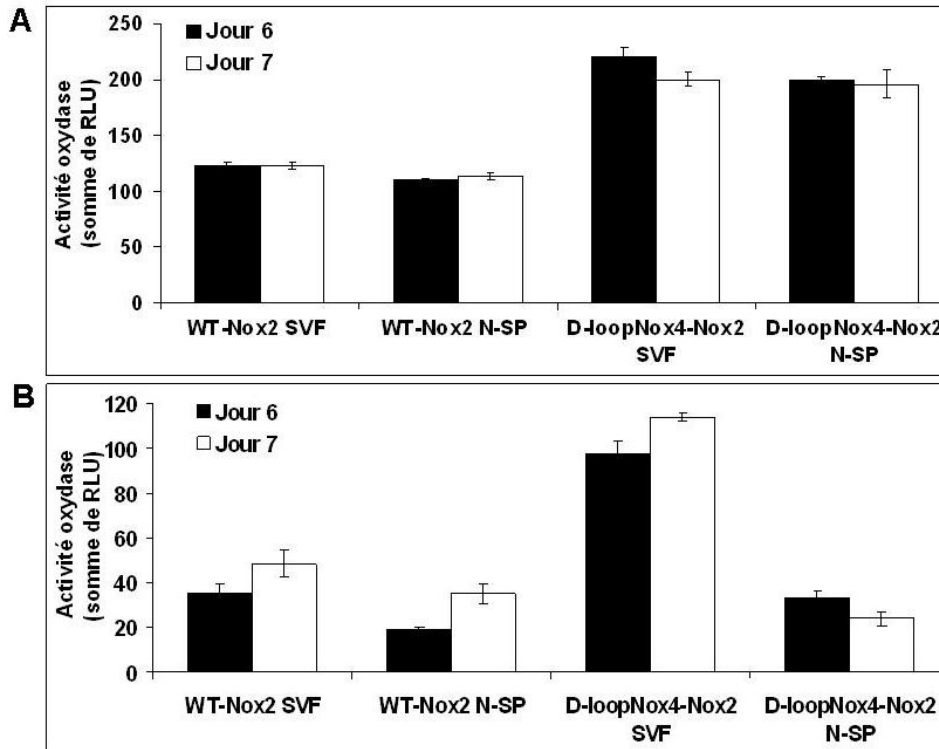 A
Activité oxydase
(somme de RLU)
250
200
150
100
50
0
Jour 6
Jour 7
WT-Nox2 SVF
WT-Nox2 N-SP
D-loopNox4-Nox2
SVF
D-loopNox4-Nox2
N-SP
B
Activité oxydase
(somme de RLU)
120
100
80
60
40
20
0
Jour 6
Jour 7
WT-Nox2 SVF
WT-Nox2 N-SP
D-loopNox4-Nox2
SVF
D-loopNox4-Nox2
N-SP